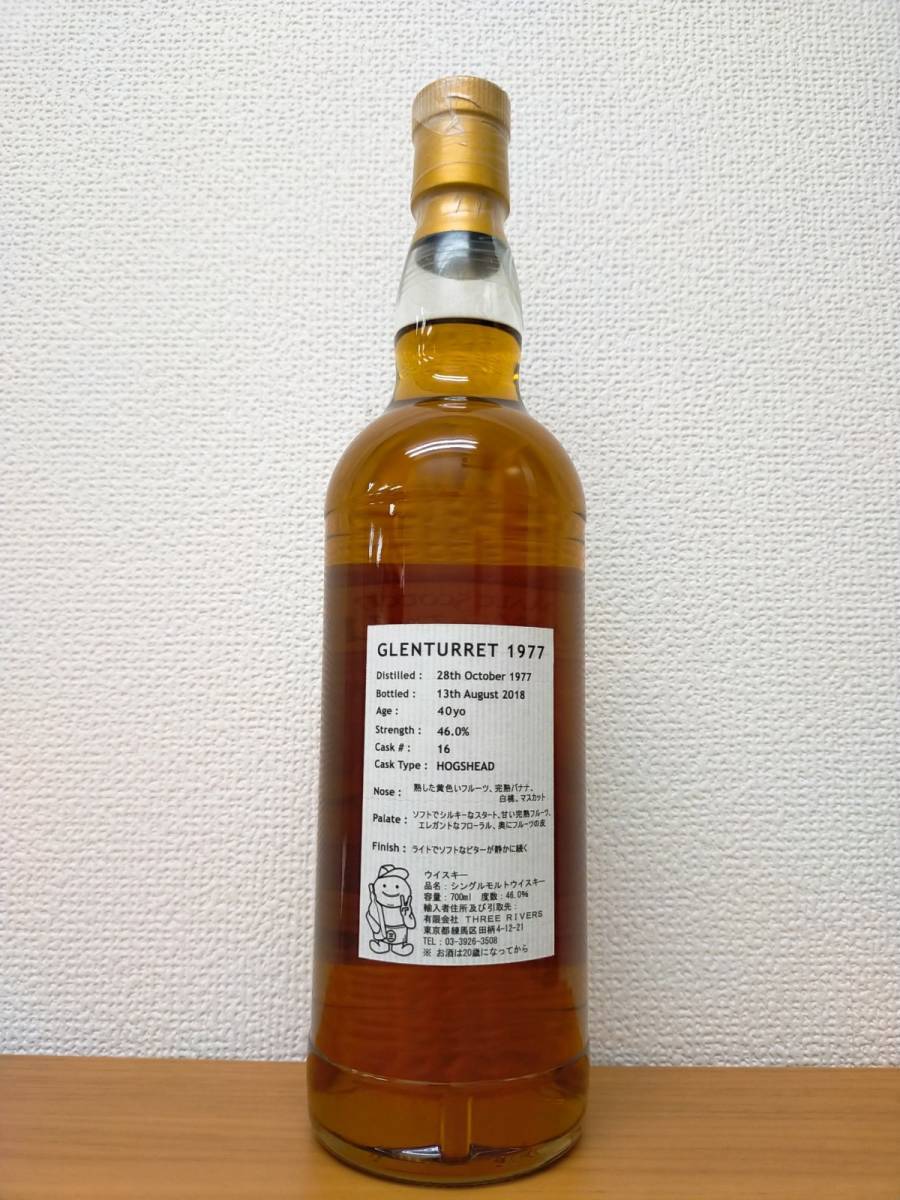 GLENTURRET 1977
Distilled : 28th October 1977
Bottled : 13th August 2018
Age : 40yo
Strength : 46.0%
Cask # : 16
Cask Type : HOGSHEAD
Nose : 熟した黄色いフルーツ、完熟バナナ、
白桃、マスカット
Palate : ソフトでシルキーなスタート、甘い完熟フルーツ、
エレガントなフローラル、奥にフルーツの皮
Finish : ライトでソフトなビターが静かに続く
ウイスキー
品名：シングルモルトウイスキー
容量：700ml 度数：46.0%
輸入者住所及び引取先：
有限会社 THREE RIVERS
東京都練馬区田柄4-12-21
TEL：03-3926-3508
※ お酒は20歳になってから